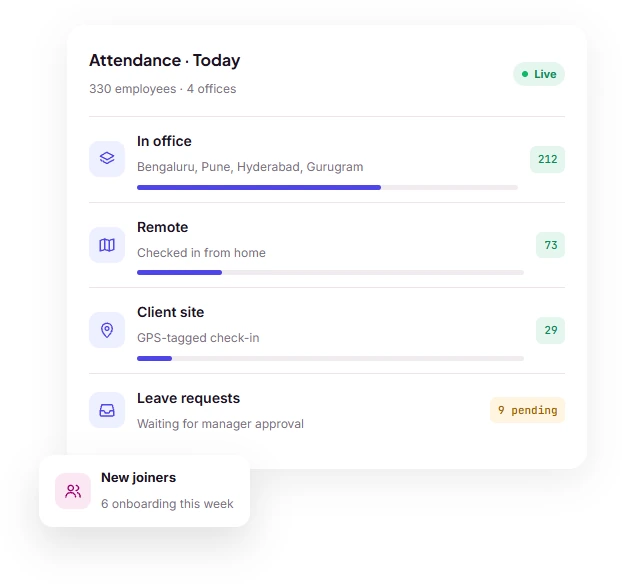 Attendance · Today
330 employees · 4 offices
Live
In office
Bengaluru, Pune, Hyderabad, Gurugram
212
Remote
Checked in from home
73
Client site
GPS-tagged check-in
29
Leave requests
Waiting for manager approval
9 pending
New joiners
6 onboarding this week